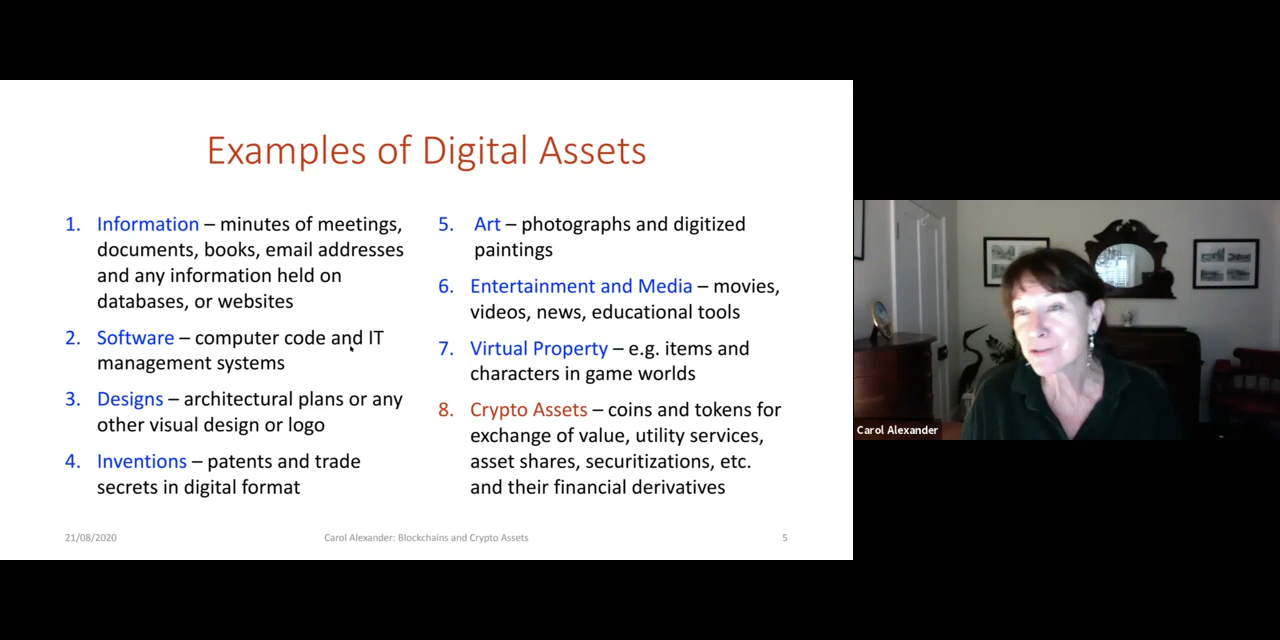 Examples of Digital Assets
1. Information – minutes of meetings,
documents, books, email addresses
and any information held on
databases, or websites
2. Software – computer code and IT
management systems
3. Designs – architectural plans or any
other visual design or logo
4. Inventions – patents and trade
secrets in digital format
5. Art – photographs and digitized
paintings
6. Entertainment and Media – movies,
videos, news, educational tools
7. Virtual Property – e.g. items and
characters in game worlds
8. Crypto Assets – coins and tokens for
exchange of value, utility services,
asset shares, securitizations, etc.
and their financial derivatives
21/08/2020
Carol Alexander: Blockchains and Crypto Assets
5
Carol Alexander